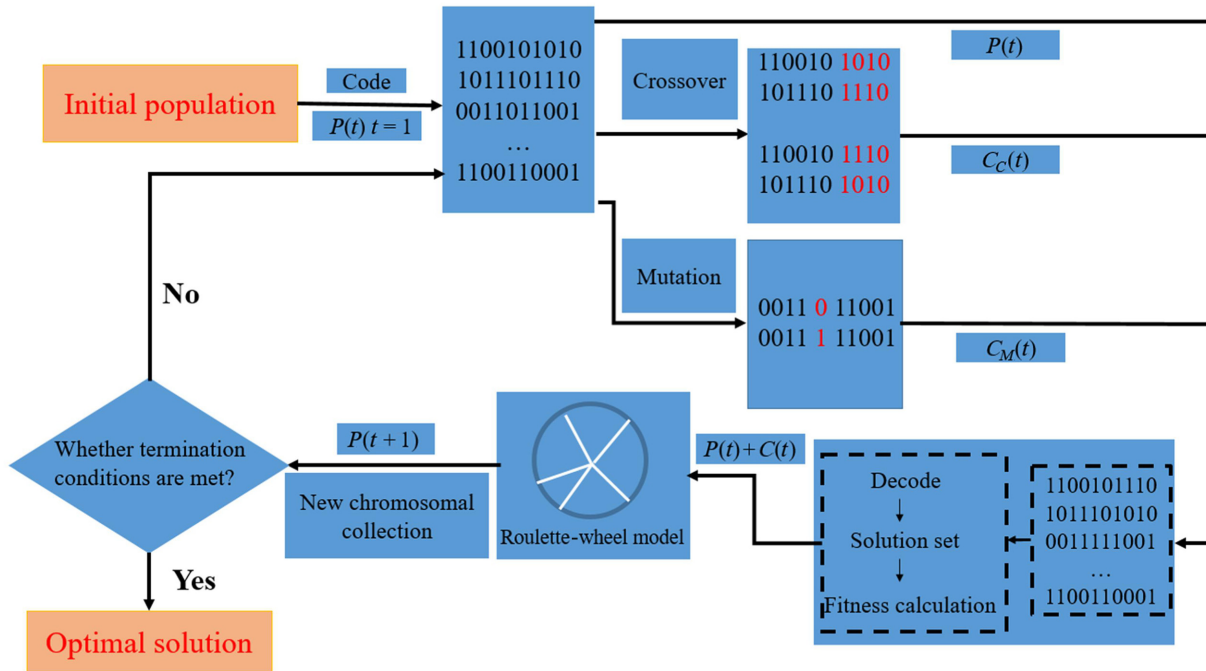 Initial population
Code
P(t) t = 1
1100101010
1011101110
0011011001
...
1100110001
Crossover
110010 1010
101110 1110
110010 1110
101110 1010
P(t)
C_C(t)
Mutation
0011 0 11001
0011 1 11001
C_M(t)
No
Whether termination
conditions are met?
P(t + 1)
New chromosomal
collection
Roulette-wheel model
P(t) + C(t)
Decode
Solution set
Fitness calculation
1100101110
1011101010
0011111001
...
1100110001
Yes
Optimal solution